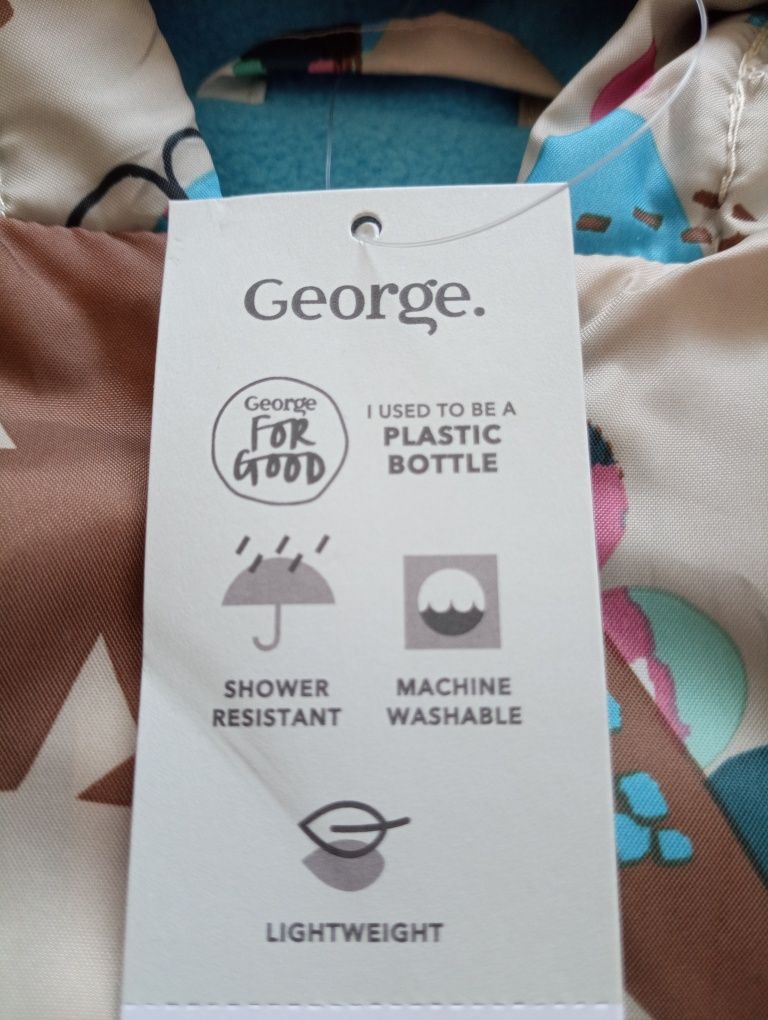 George.
George
FOR
GOOD
I USED TO BE A
PLASTIC
BOTTLE
SHOWER
RESISTANT
MACHINE
WASHABLE
LIGHTWEIGHT